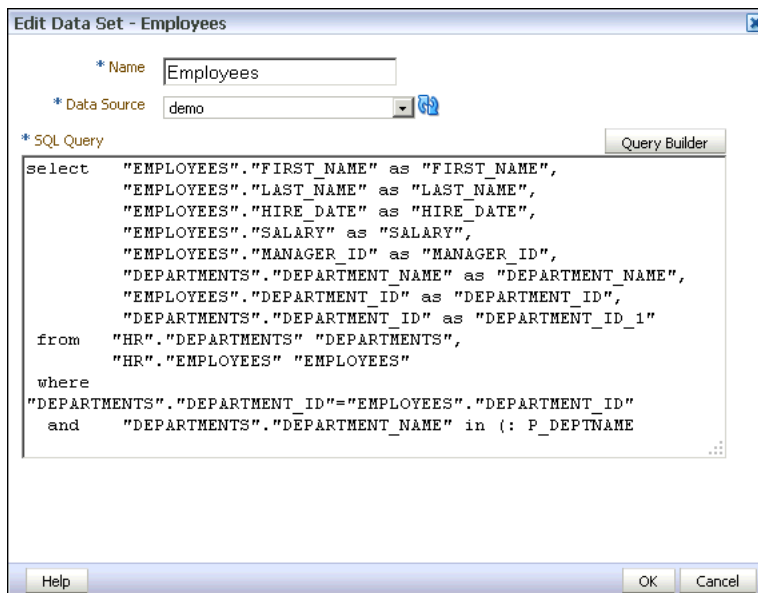 Edit Data Set - Employees
* Name Employees
* Data Source demo
* SQL Query Query Builder
select "EMPLOYEES"."FIRST_NAME" as "FIRST_NAME",
"EMPLOYEES"."LAST_NAME" as "LAST_NAME",
"EMPLOYEES"."HIRE_DATE" as "HIRE_DATE",
"EMPLOYEES"."SALARY" as "SALARY",
"EMPLOYEES"."MANAGER_ID" as "MANAGER_ID",
"DEPARTMENTS"."DEPARTMENT_NAME" as "DEPARTMENT_NAME",
"EMPLOYEES"."DEPARTMENT_ID" as "DEPARTMENT_ID",
"DEPARTMENTS"."DEPARTMENT_ID" as "DEPARTMENT_ID_1"
from "HR"."DEPARTMENTS" "DEPARTMENTS",
"HR"."EMPLOYEES" "EMPLOYEES"
where
"DEPARTMENTS"."DEPARTMENT_ID"="EMPLOYEES"."DEPARTMENT_ID"
and "DEPARTMENTS"."DEPARTMENT_NAME" in (: P_DEPTNAME
Help OK Cancel